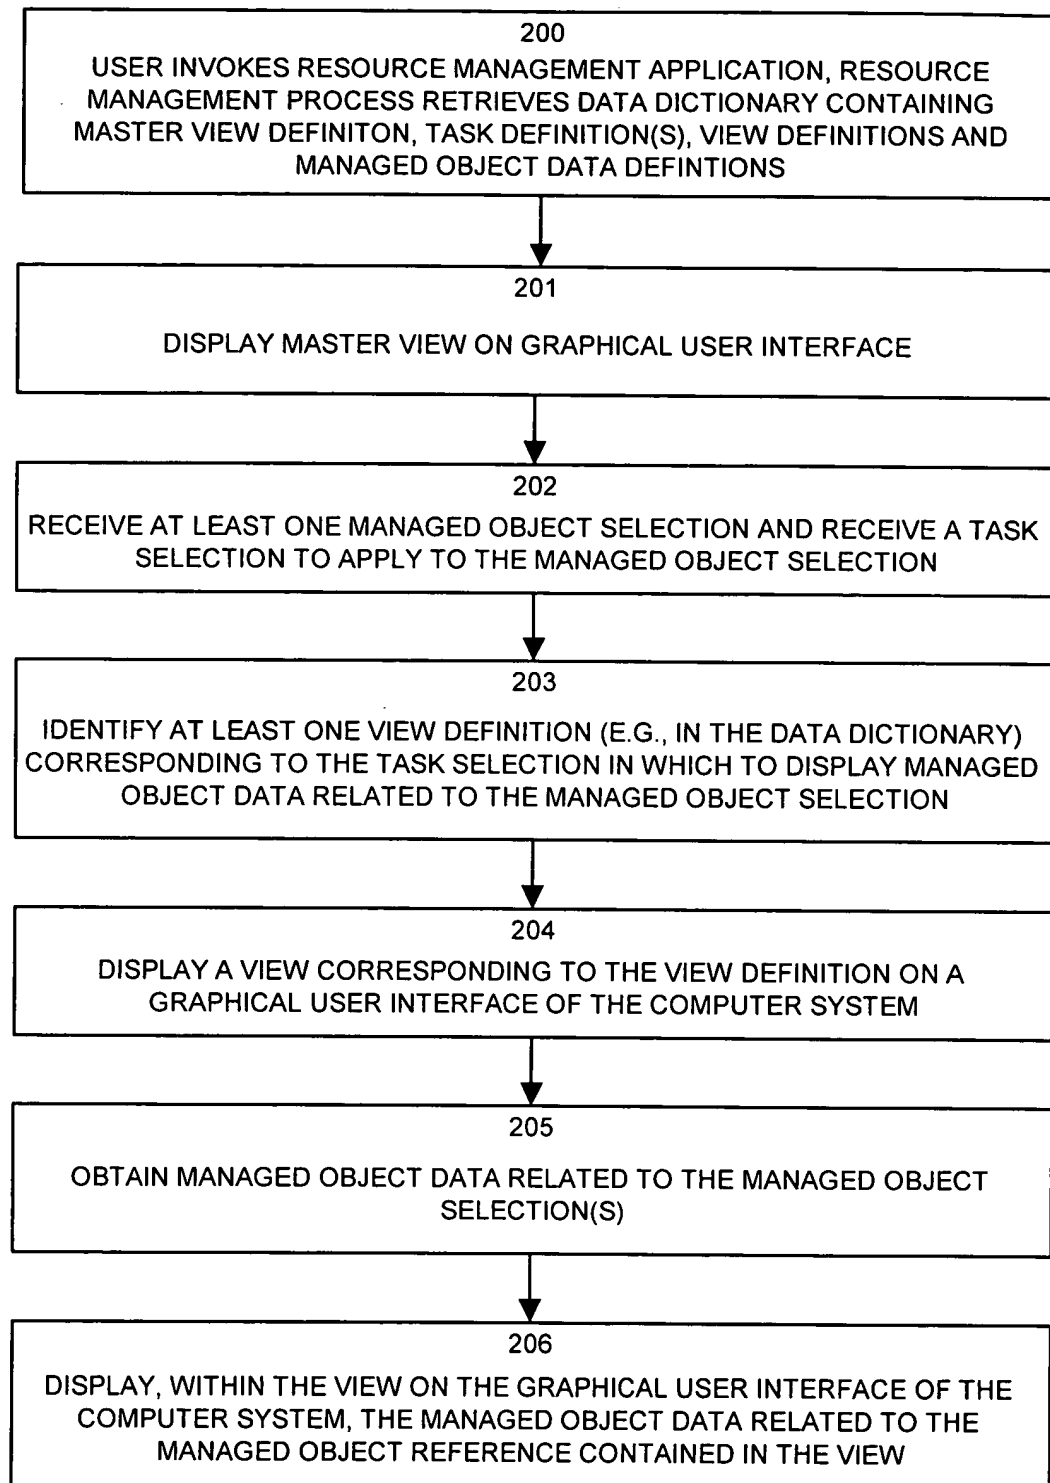 200
USER INVOKES RESOURCE MANAGEMENT APPLICATION, RESOURCE
MANAGEMENT PROCESS RETRIEVES DATA DICTIONARY CONTAINING
MASTER VIEW DEFINITON, TASK DEFINITION(S), VIEW DEFINITIONS AND
MANAGED OBJECT DATA DEFINTIONS
201
DISPLAY MASTER VIEW ON GRAPHICAL USER INTERFACE
202
RECEIVE AT LEAST ONE MANAGED OBJECT SELECTION AND RECEIVE A TASK
SELECTION TO APPLY TO THE MANAGED OBJECT SELECTION
203
IDENTIFY AT LEAST ONE VIEW DEFINITION (E.G., IN THE DATA DICTIONARY)
CORRESPONDING TO THE TASK SELECTION IN WHICH TO DISPLAY MANAGED
OBJECT DATA RELATED TO THE MANAGED OBJECT SELECTION
204
DISPLAY A VIEW CORRESPONDING TO THE VIEW DEFINITION ON A
GRAPHICAL USER INTERFACE OF THE COMPUTER SYSTEM
205
OBTAIN MANAGED OBJECT DATA RELATED TO THE MANAGED OBJECT
SELECTION(S)
206
DISPLAY, WITHIN THE VIEW ON THE GRAPHICAL USER INTERFACE OF THE
COMPUTER SYSTEM, THE MANAGED OBJECT DATA RELATED TO THE
MANAGED OBJECT REFERENCE CONTAINED IN THE VIEW